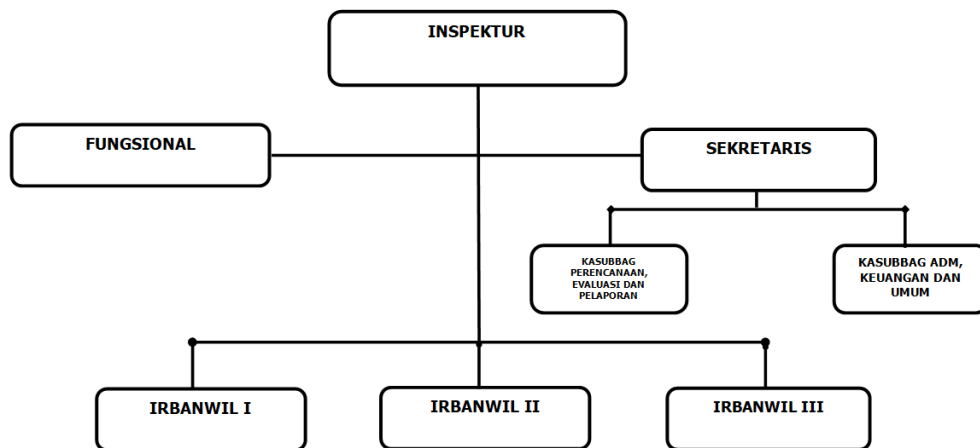 INSPEKTUR
FUNGSIONAL
SEKRETARIS
KASUBBAG
PERENCANAAN,
EVALUASI DAN
PELAPORAN
KASUBBAG ADM,
KEUANGAN DAN
UMUM
IRBANWIL I
IRBANWIL II
IRBANWIL III